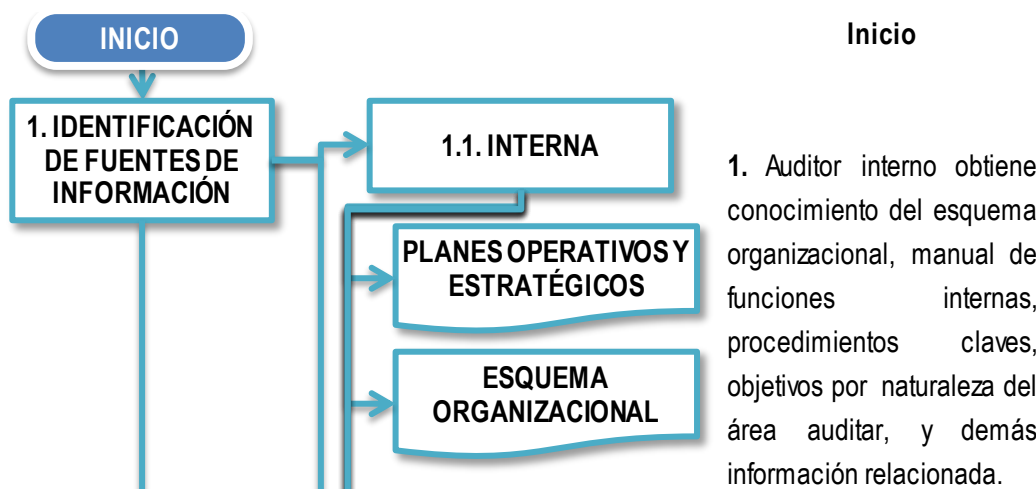 INICIO
1. IDENTIFICACIÓN
DE FUENTES DE
INFORMACIÓN
1.1. INTERNA
PLANES OPERATIVOS Y
ESTRATÉGICOS
ESQUEMA
ORGANIZACIONAL
Inicio
1. Auditor interno obtiene
conocimiento del esquema
organizacional, manual de
funciones internas,
procedimientos claves,
objetivos por naturaleza del
área auditar, y demás
información relacionada.